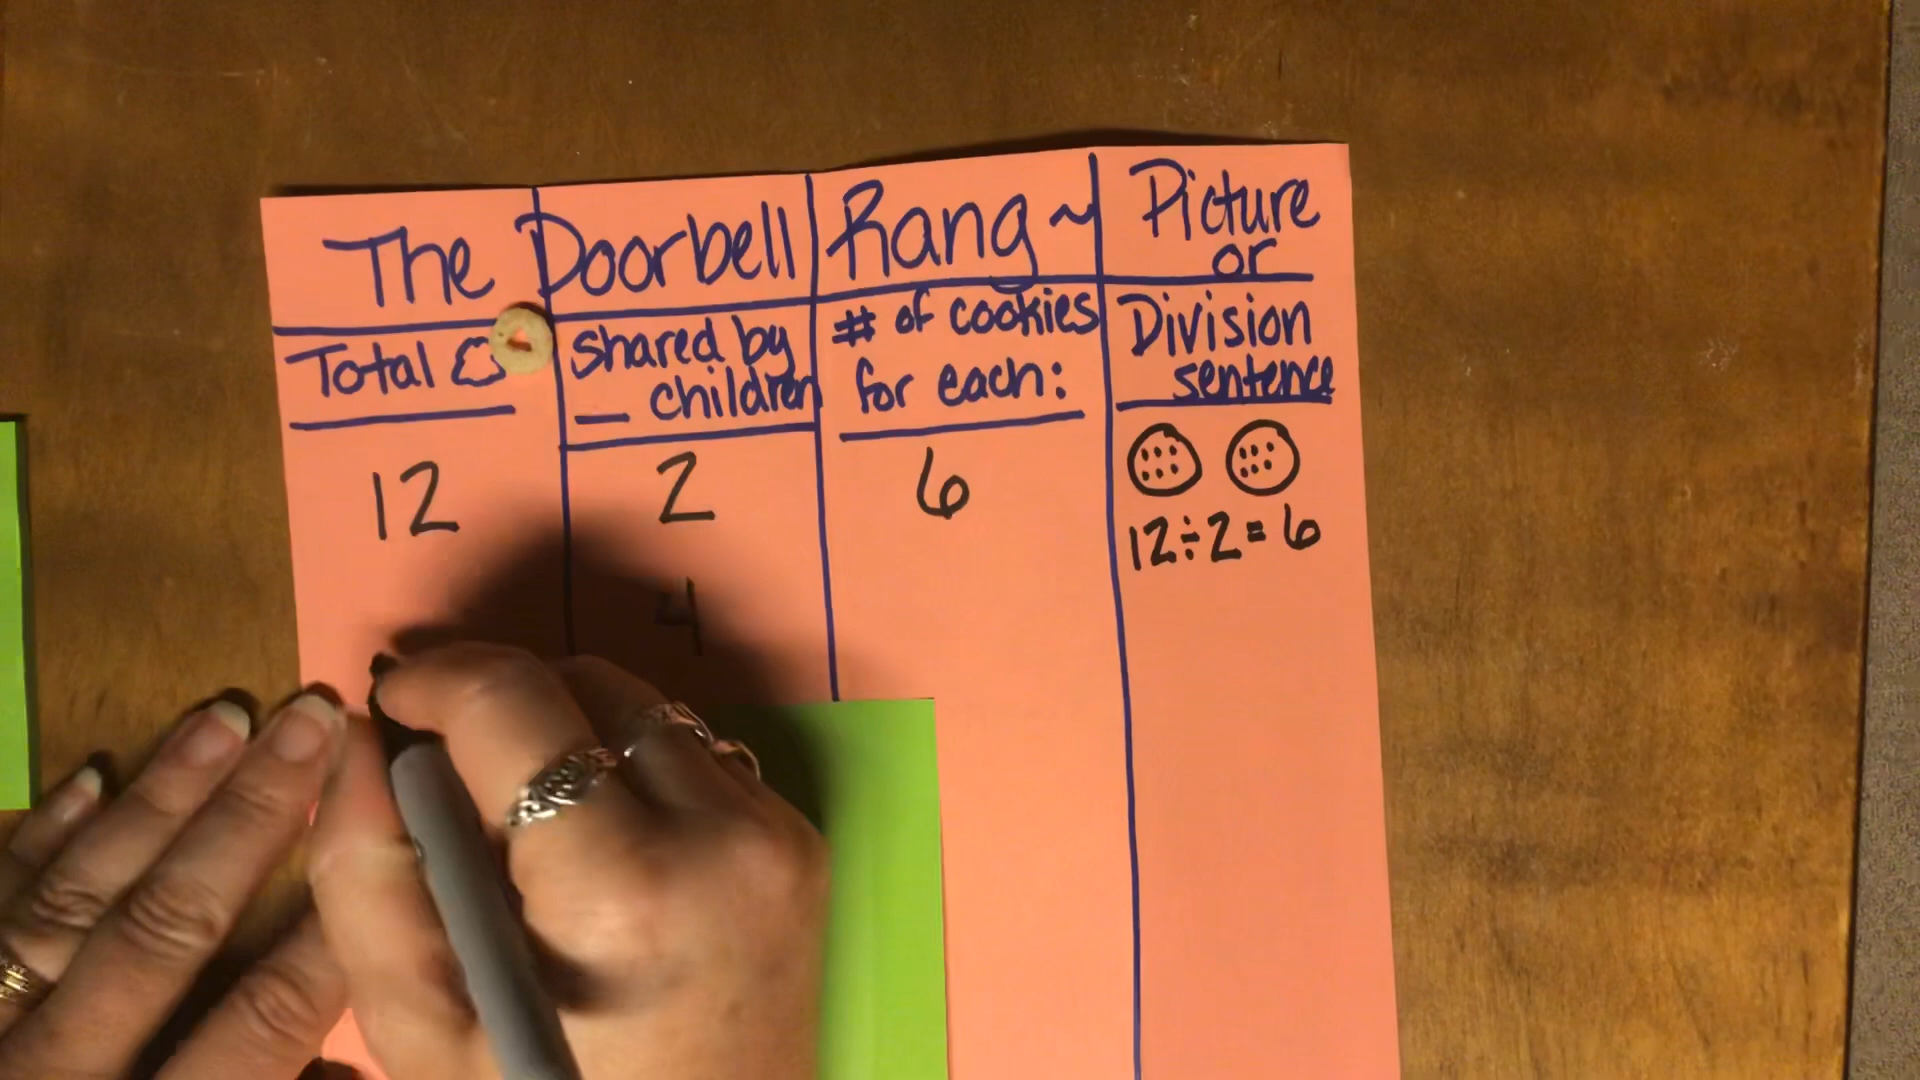 The Doorbell Rang ~
Picture
or
Division
sentence
Total
shared by
__ children
# of cookies
for each:
12 2 6
12÷2=6
4